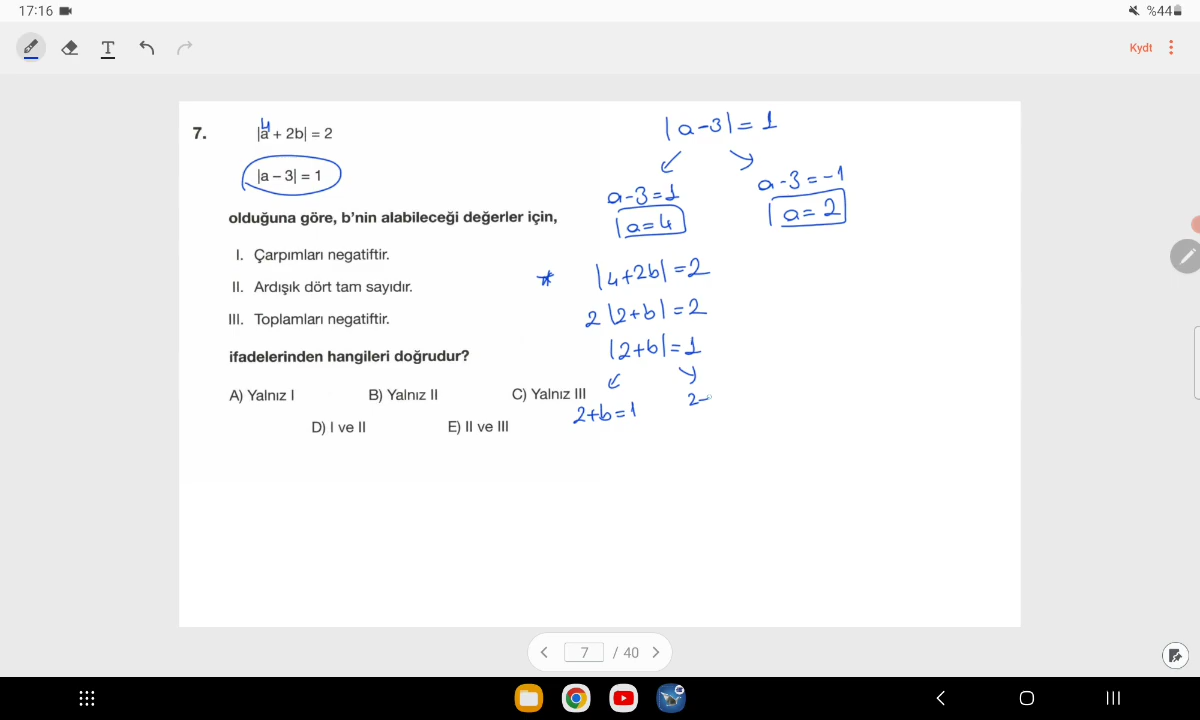 17:16
%44
T
Kydt
7.
4
|a + 2b| = 2
|a – 3| = 1
olduğuna göre, b'nin alabileceği değerler için,
I. Çarpımları negatiftir.
II. Ardışık dört tam sayıdır.
III. Toplamları negatiftir.
ifadelerinden hangileri doğrudur?
A) Yalnız I B) Yalnız II C) Yalnız III
D) I ve II E) II ve III
|a-3| = 1
a-3=1
a=4
a-3=-1
a=2
* |4+2b|=2
2|2+b|=2
|2+b|=1
2+b=1
2-
7 / 40